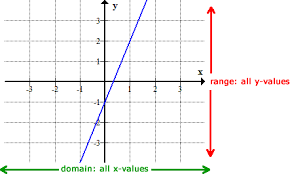 y
3
2
1
x
-3 -2 -1 1 2 3
range: all y-values
-1
-2
-3
domain: all x-values